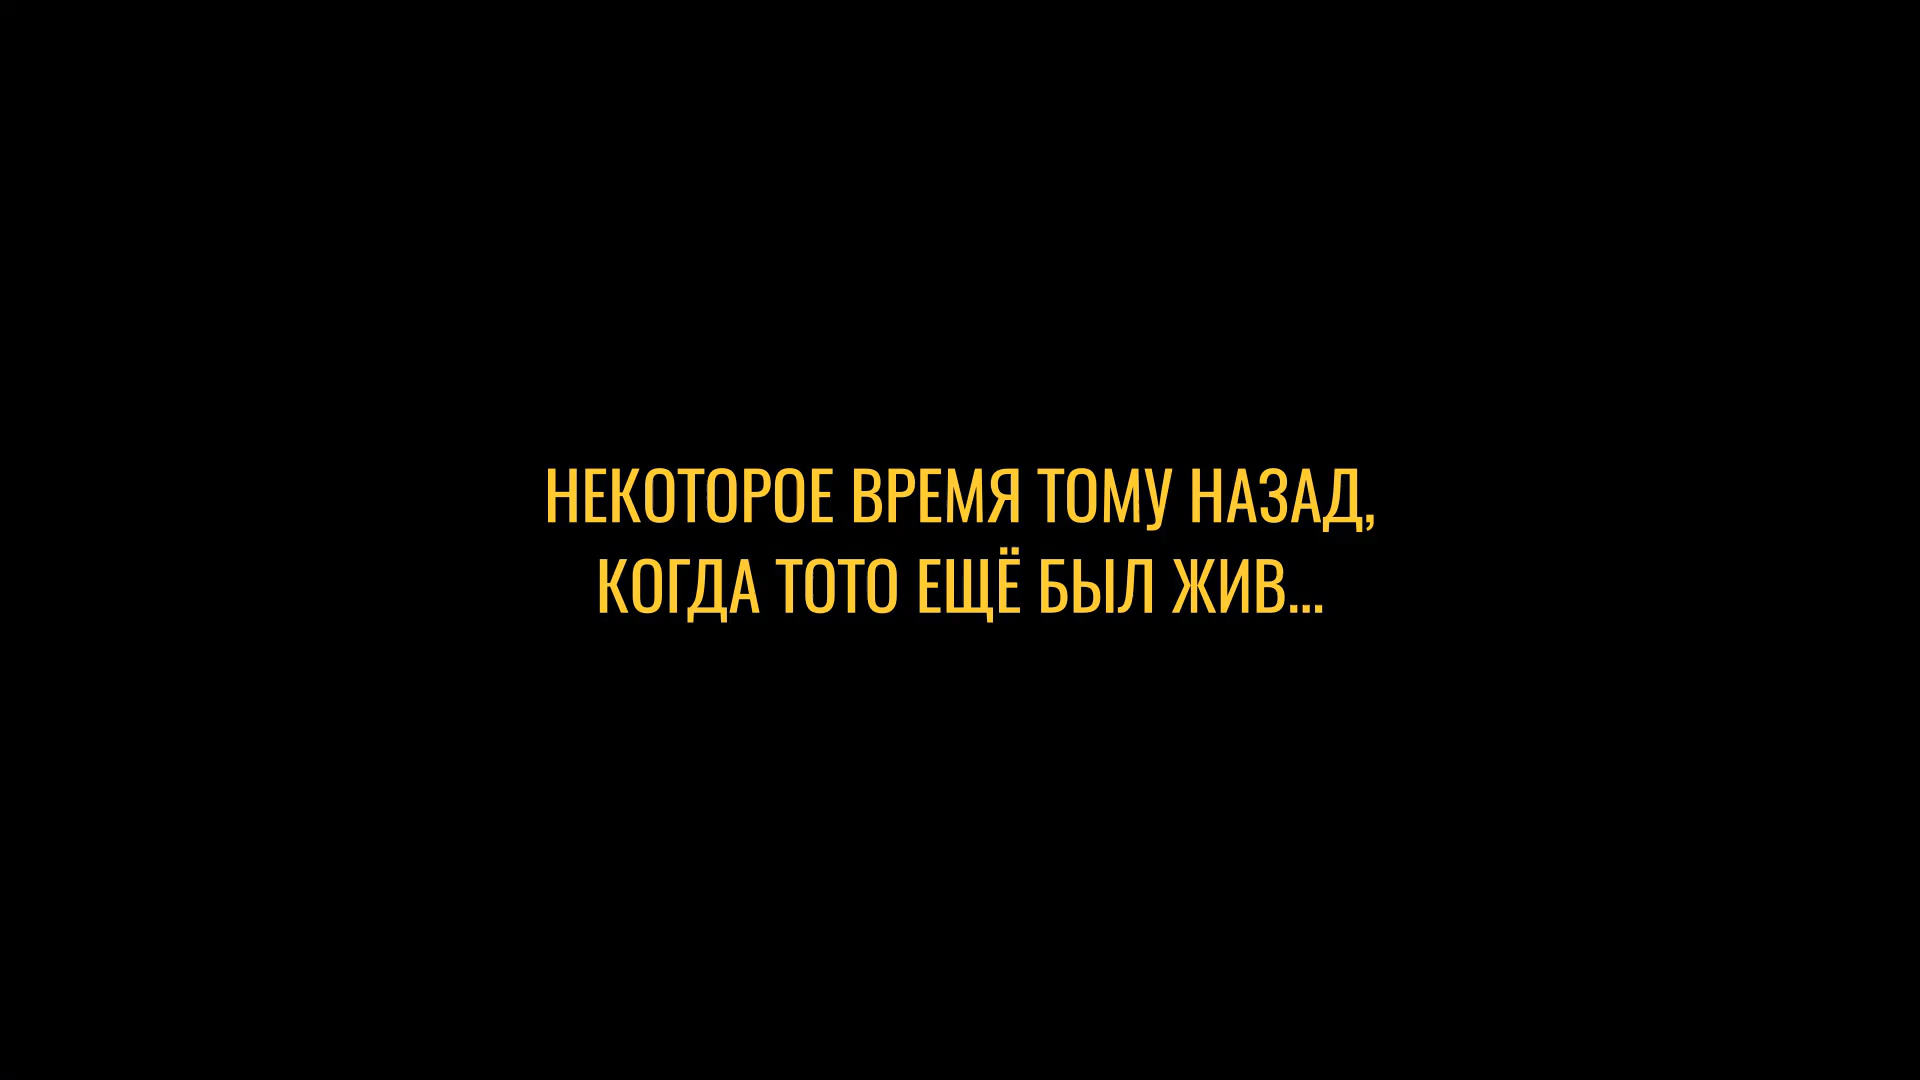 НЕКОТОРОЕ ВРЕМЯ ТОМУ НАЗАД,
КОГДА ТОТО ЕЩЁ БЫЛ ЖИВ...